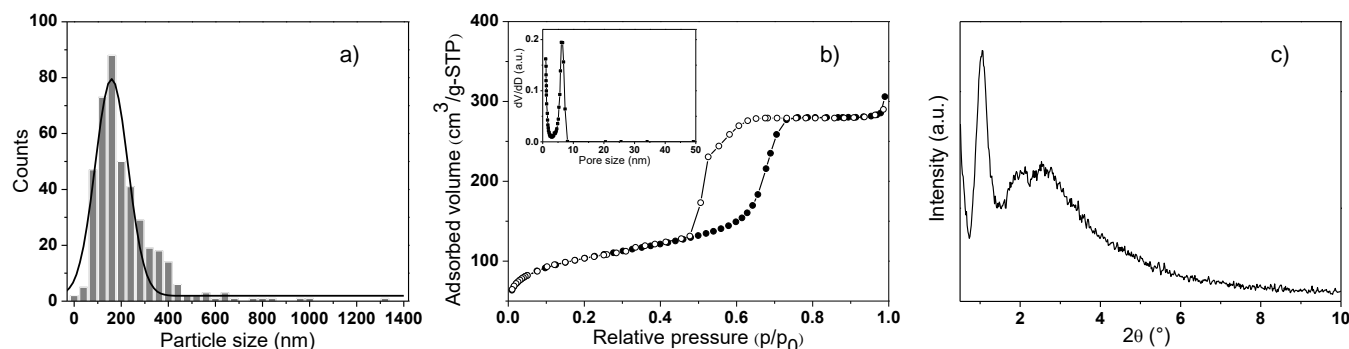 a)
100
80
60
40
20
0
Counts
0 200 400 600 800 1000 1200 1400
Particle size (nm)
b)
400
300
200
100
Adsorbed volume (cm³/g-STP)
0.0 0.2 0.4 0.6 0.8 1.0
Relative pressure (p/p₀)
0.2
0.1
0.0
dV/dD (a.u.)
0 10 20 30 40 50
Pore size (nm)
c)
Intensity (a.u.)
2 4 6 8 10
2θ (°)